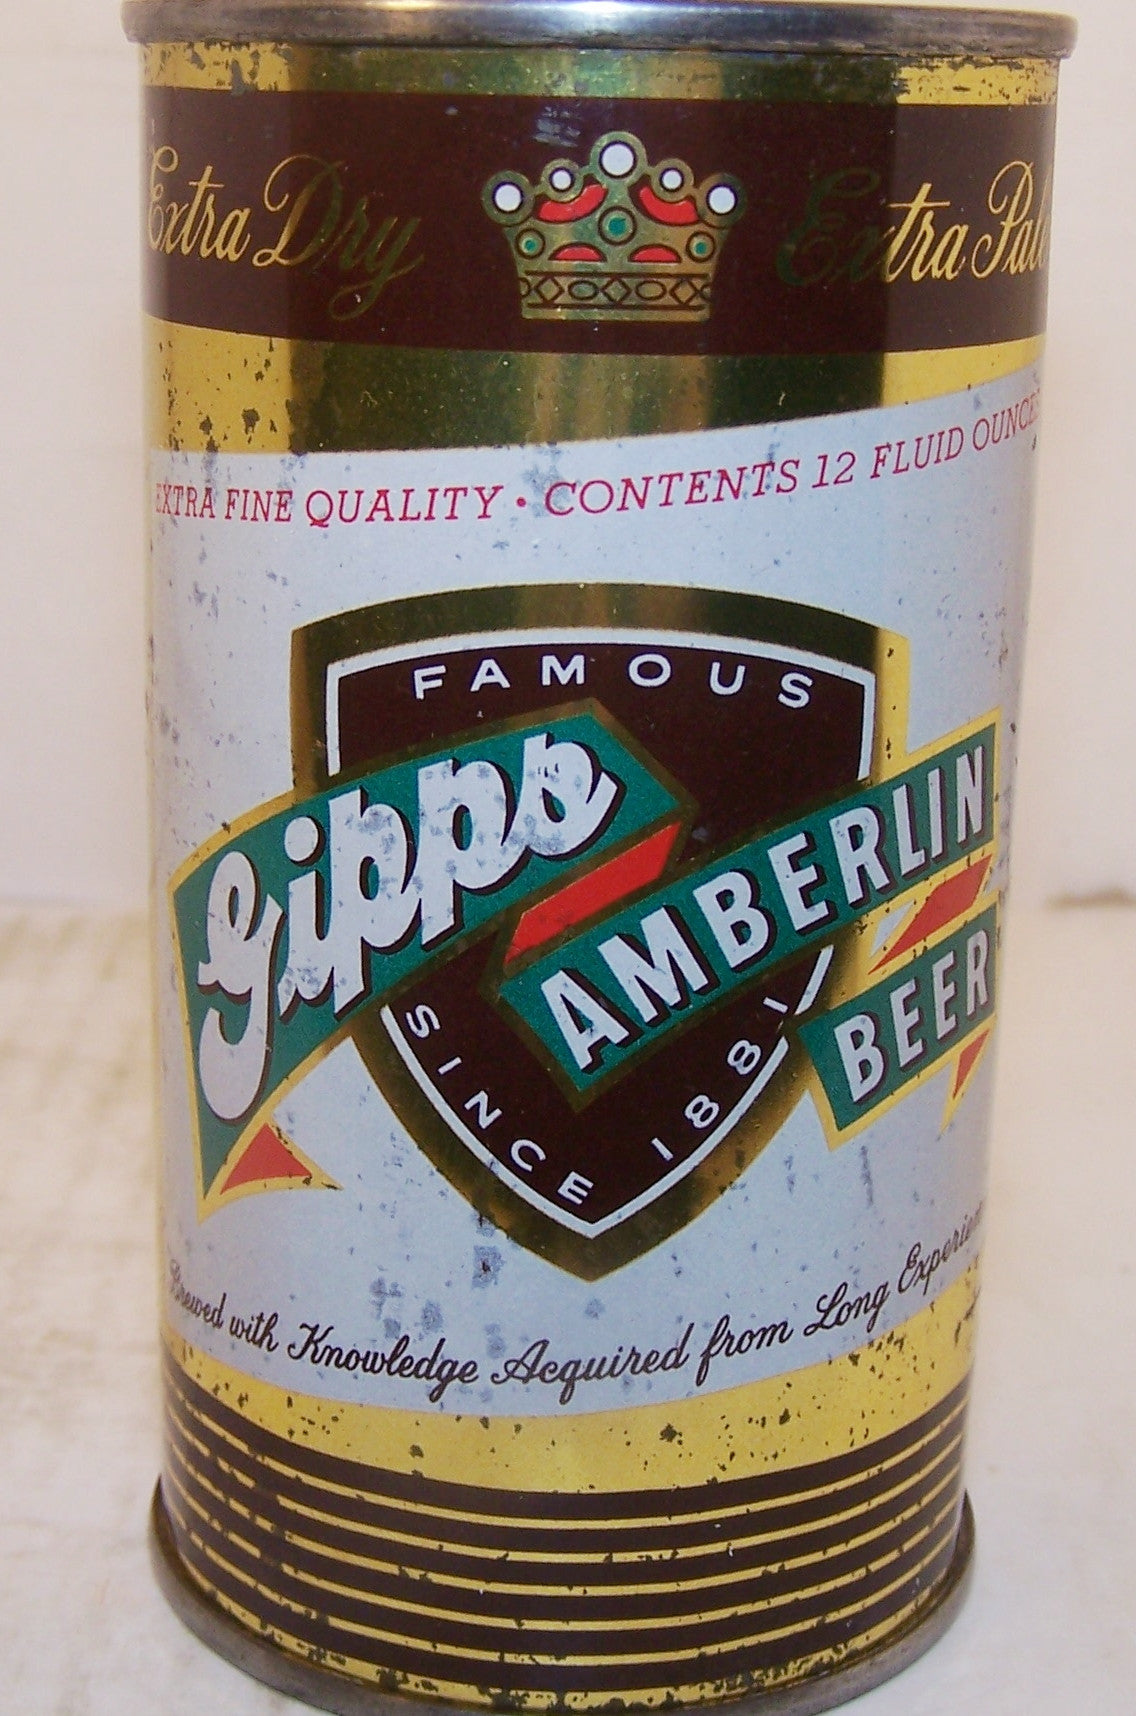 Extra Dry Extra Pale
EXTRA FINE QUALITY • CONTENTS 12 FLUID OUNCES
FAMOUS
Gipps
AMBERLIN
BEER
SINCE 1881
Brewed with Knowledge Acquired from Long Experience